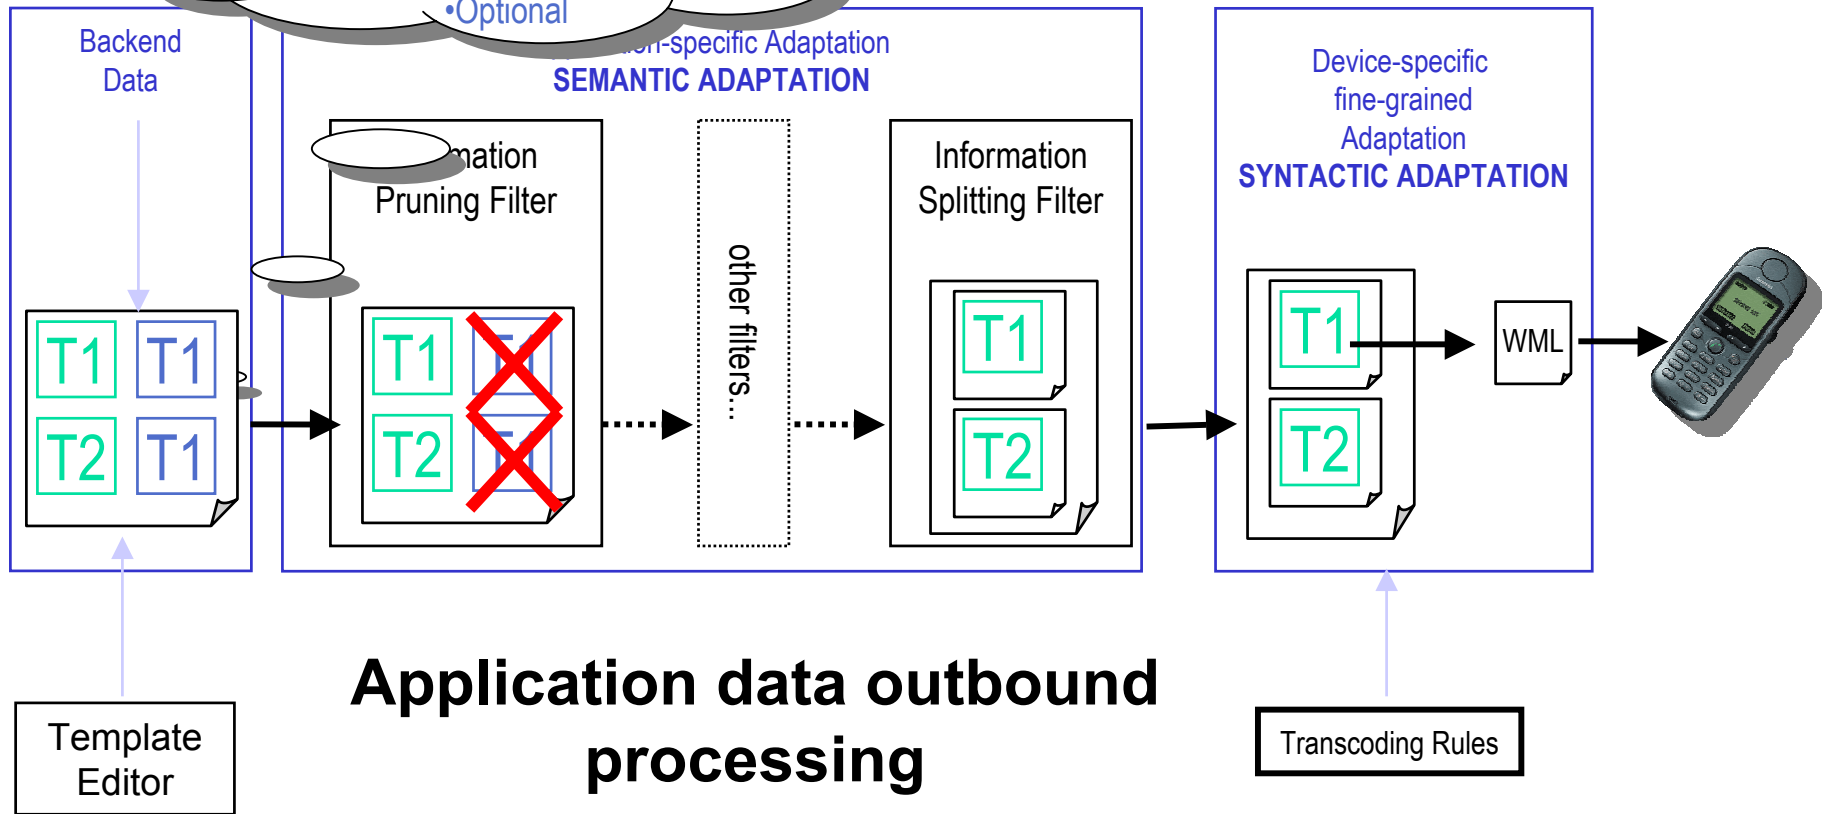 •Optional
Backend
Data
-specific Adaptation
SEMANTIC ADAPTATION
Device-specific
fine-grained
Adaptation
SYNTACTIC ADAPTATION
mation
Pruning Filter
other filters...
Information
Splitting Filter
T1 T1
T2 T1
T1 T1
T2 T1
T1
T2
T1
T2
WML
Application data outbound
processing
Template
Editor
Transcoding Rules